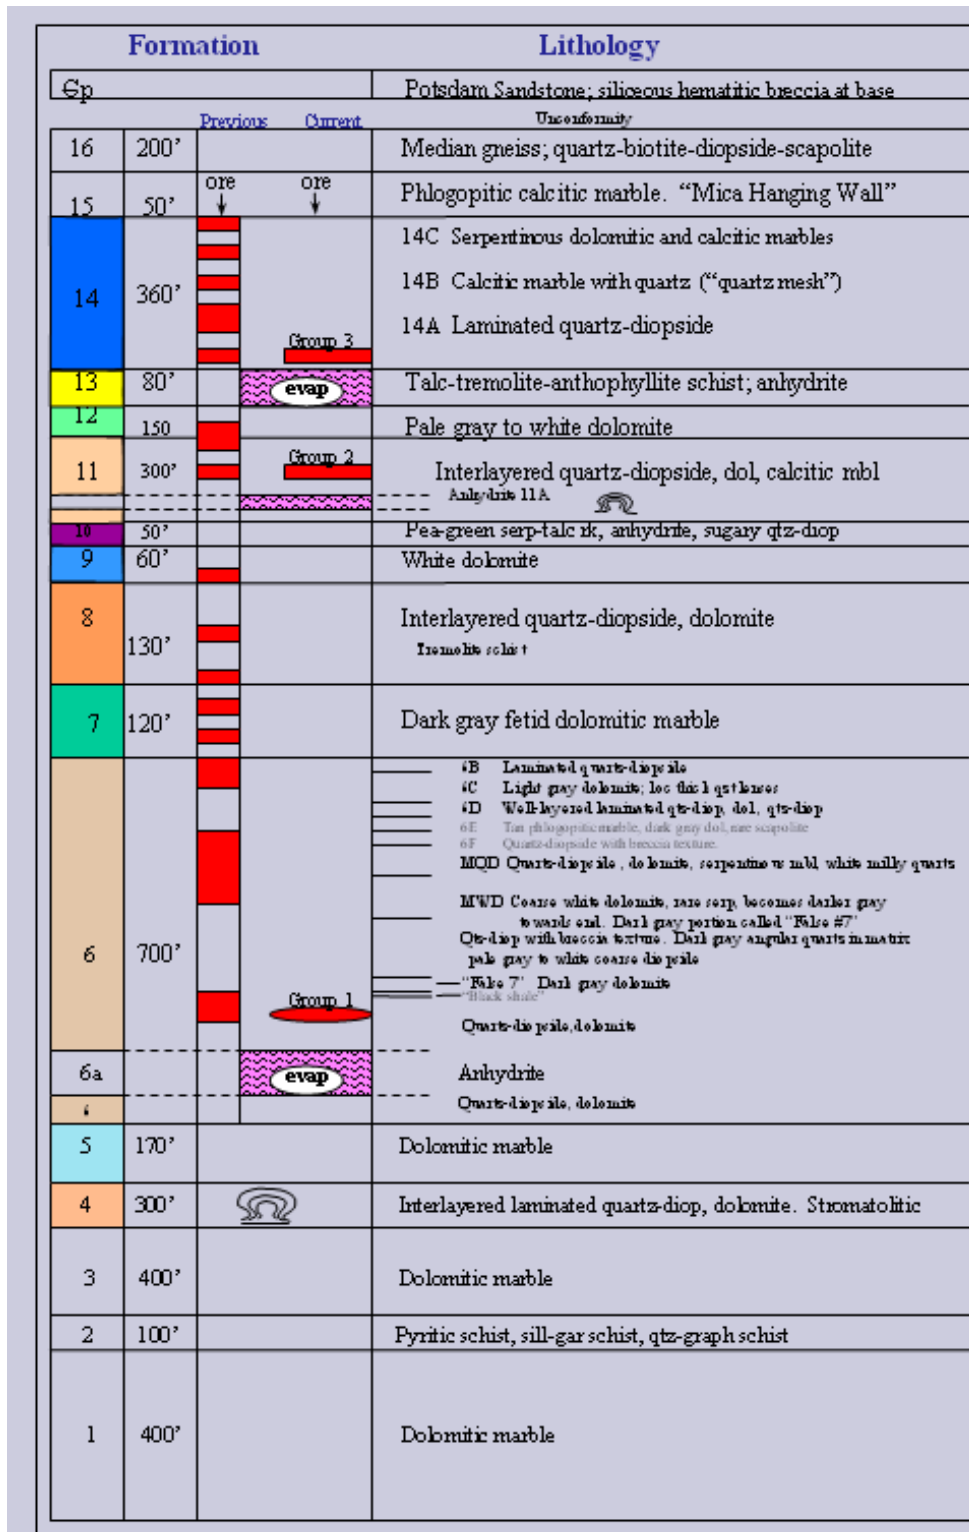 Formation Lithology
Ꞓp Potsdam Sandstone; siliceous hematitic breccia at base
Previous Current Unconformity
16 200’ Median gneiss; quartz-biotite-diopside-scapolite
ore ore
15 50’ Phlogopitic calcitic marble. “Mica Hanging Wall”
14C Serpentinous dolomitic and calcitic marbles
14 360’ 14B Calcitic marble with quartz (“quartz mesh”)
14A Laminated quartz-diopside
Group 3
13 80’ evap Talc-tremolite-anthophyllite schist; anhydrite
12 150 Pale gray to white dolomite
Group 2
11 300’ Interlayered quartz-diopside, dol, calcitic mbl
Anhydrite 11A
10 50’ Pea-green serp-talc rk, anhydrite, sugary qtz-diop
9 60’ White dolomite
8 Interlayered quartz-diopside, dolomite
130’ Tremolite schist
7 120’ Dark gray fetid dolomitic marble
6B Laminated quartz-diopside
6C Light gray dolomite; loc thick qst lenses
6D Well-layered laminated qtz-diop, dol, qtz-diop
6E Tan phlogopitic marble, dark gray dol, rare scapolite
6F Quartz-diopside with breccia texture.
MQD Quartz-diopside, dolomite, serpentinous mbl, white milky quartz
MWD Coarse white dolomite, rare serp, becomes darker gray
towards end. Dark gray portion called “False #7”
Qtz-diop with breccia texture. Dark gray angular quartz in matrix
6 700’ pale gray to white coarse diopside
“False 7” Dark gray dolomite
“Black shale”
Group 1
Quartz-diopside, dolomite
6a evap Anhydrite
6 Quartz-diopside, dolomite
5 170’ Dolomitic marble
4 300’ Interlayered laminated quartz-diop, dolomite. Stromatolitic
3 400’ Dolomitic marble
2 100’ Pyritic schist, sill-gar schist, qtz-graph schist
1 400’ Dolomitic marble